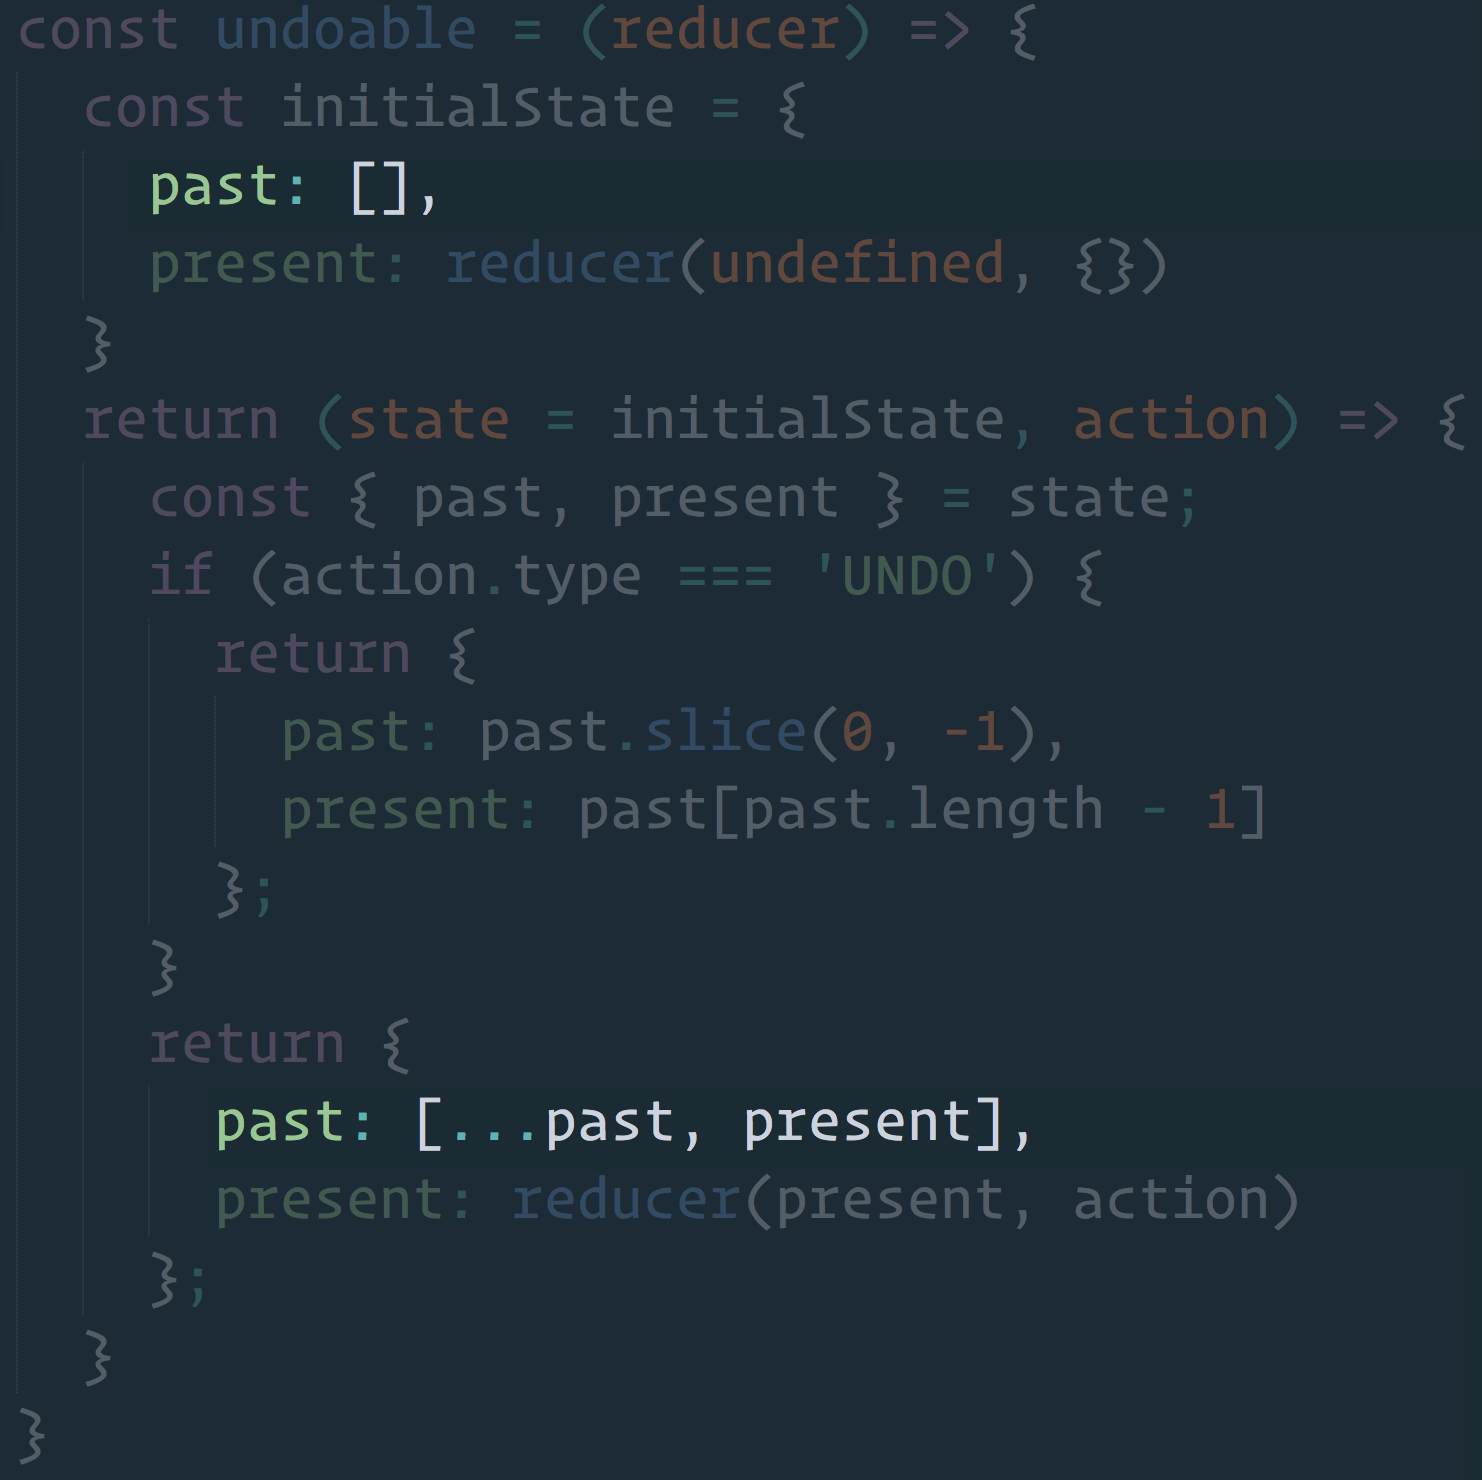 const undoable = (reducer) => {
  const initialState = {
    past: [],
    present: reducer(undefined, {})
  }
  return (state = initialState, action) => {
    const { past, present } = state;
    if (action.type === 'UNDO') {
      return {
        past: past.slice(0, -1),
        present: past[past.length - 1]
      };
    }
    return {
      past: [...past, present],
      present: reducer(present, action)
    };
  }
}